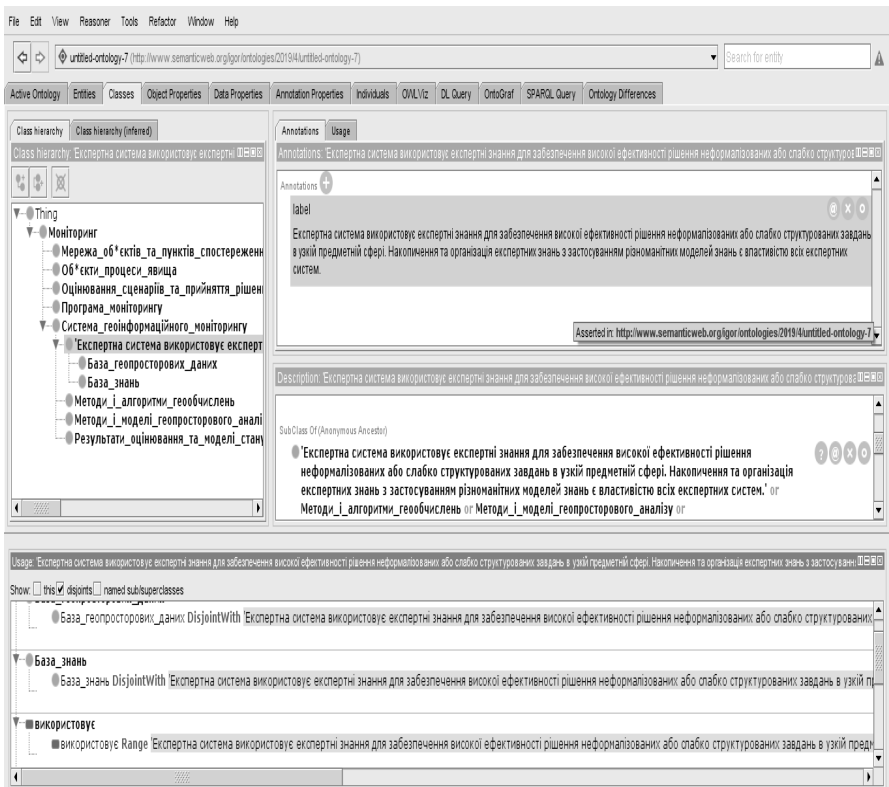 File Edit View Reasoner Tools Refactor Window Help
untitled-ontology-7 (http://www.semanticweb.org/igor/ontologies/2019/4/untitled-ontology-7)
Search for entity
Active Ontology Entities Classes Object Properties Data Properties Annotation Properties Individuals OWLViz DL Query OntoGraf SPARQL Query Ontology Differences
Class hierarchy Class hierarchy (inferred)
Class hierarchy: 'Експертна система використовує експертні
Thing
Моніторинг
Мережа_об*єктів_та_пунктів_спостереженн
Об*єкти_процеси_явища
Оцінювання_сценаріїв_та_прийняття_рішен
Програма_моніторингу
Система_геоінформаційного_моніторингу
'Експертна система використовує експерт
База_геопросторових_даних
База_знань
Методи_і_алгоритми_геообчислень
Методи_і_моделі_геопросторового_аналі
Результати_оцінювання_та_моделі_стану
Annotations Usage
Annotations: 'Експертна система використовує експертні знання для забезпечення високої ефективності рішення неформалізованих або слабко структуров
Annotations
label
Експертна система використовує експертні знання для забезпечення високої ефективності рішення неформалізованих або слабко структурованих завдань
в узкій предметній сфері. Накопичення та організація експертних знань з застосуванням різноманітних моделей знань є властивістю всіх експертних
систем.
Asserted in: http://www.semanticweb.org/igor/ontologies/2019/4/untitled-ontology-7
Description: 'Експертна система використовує експертні знання для забезпечення високої ефективності рішення неформалізованих або слабко структурова
SubClass Of (Anonymous Ancestor)
'Експертна система використовує експертні знання для забезпечення високої ефективності рішення
неформалізованих або слабко структурованих завдань в узкій предметній сфері. Накопичення та організація
експертних знань з застосуванням різноманітних моделей знань є властивістю всіх експертних систем.' or
Методи_і_алгоритми_геообчислень or Методи_і_моделі_геопросторового_аналізу or
Usage: 'Експертна система використовує експертні знання для забезпечення високої ефективності рішення неформалізованих або слабко структурованих завдань в узкій предметній сфері. Накопичення та організація експертних знань з застосуванн
Show: this disjoints named sub/superclasses
База_геопросторових_даних DisjointWith 'Експертна система використовує експертні знання для забезпечення високої ефективності рішення неформалізованих або слабко структурованих
База_знань
База_знань DisjointWith 'Експертна система використовує експертні знання для забезпечення високої ефективності рішення неформалізованих або слабко структурованих завдань в узкій
використовує
використовує Range 'Експертна система використовує експертні знання для забезпечення високої ефективності рішення неформалізованих або слабко структурованих завдань в узкій предм